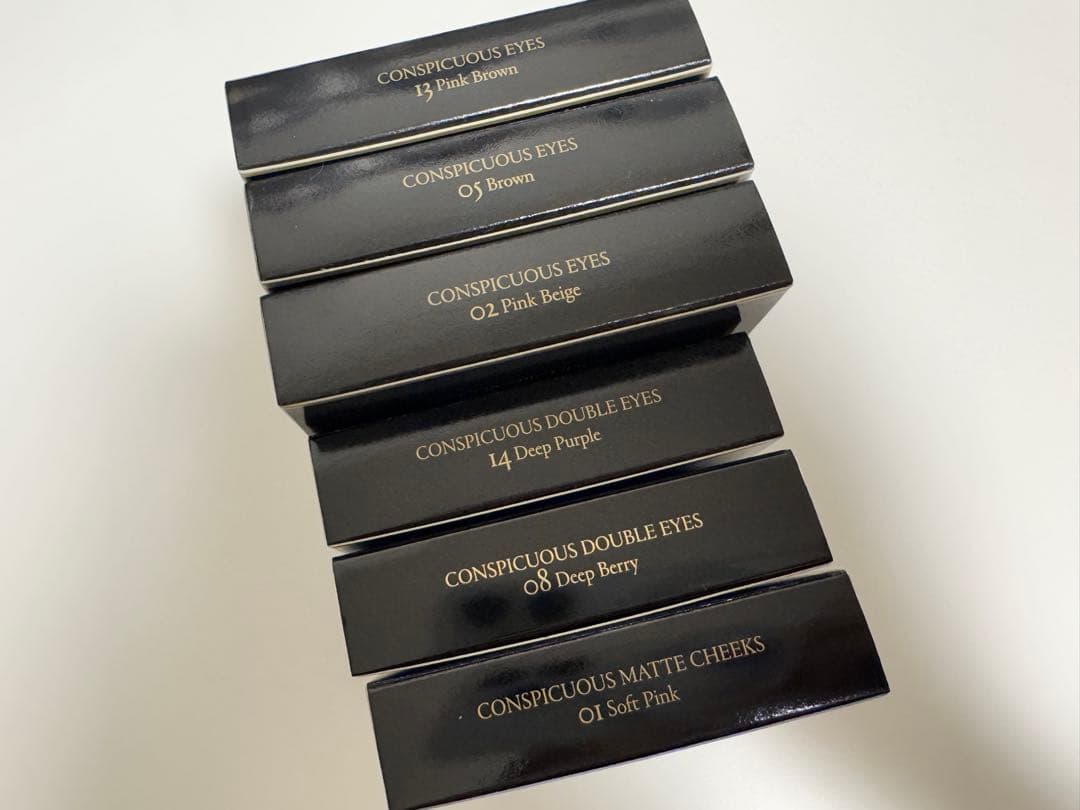 CONSPICUOUS EYES
13 Pink Brown
CONSPICUOUS EYES
05 Brown
CONSPICUOUS EYES
02 Pink Beige
CONSPICUOUS DOUBLE EYES
14 Deep Purple
CONSPICUOUS DOUBLE EYES
08 Deep Berry
CONSPICUOUS MATTE CHEEKS
01 Soft Pink